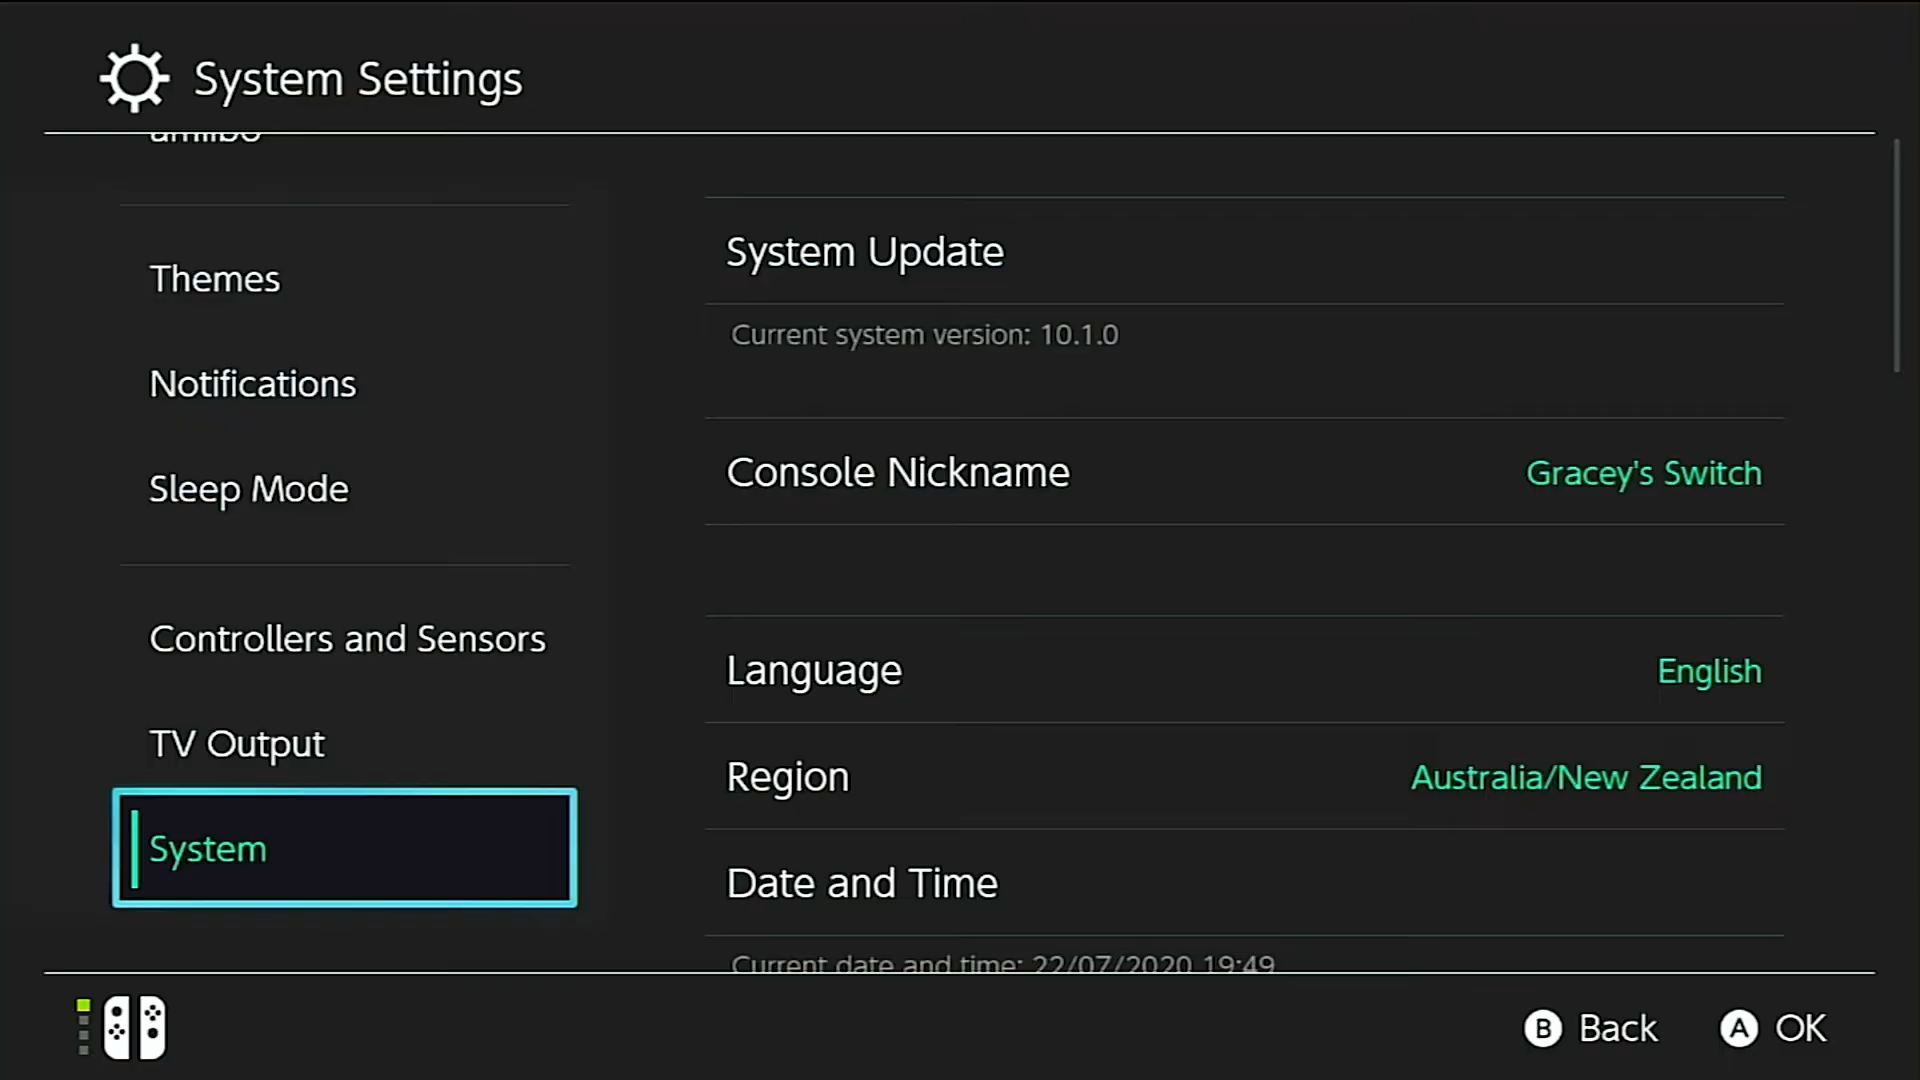 System Settings
amiibo
Themes
Notifications
Sleep Mode
Controllers and Sensors
TV Output
System
System Update
Current system version: 10.1.0
Console Nickname
Gracey's Switch
Language
English
Region
Australia/New Zealand
Date and Time
Current date and time: 22/07/2020 19:49
B Back
A OK